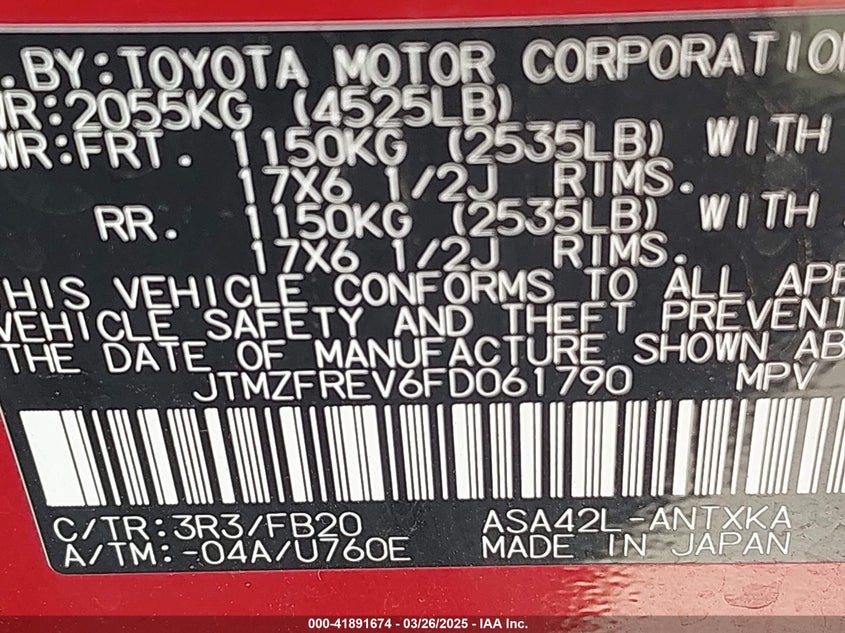 .BY:TOYOTA MOTOR CORPORATION
WR:2055KG (4525LB)
WR:FRT. 1150KG (2535LB) WITH
17X6 1/2J RIMS.
RR. 1150KG (2535LB) WITH
17X6 1/2J RIMS.
THIS VEHICLE CONFORMS TO ALL APP
VEHICLE SAFETY AND THEFT PREVENT
THE DATE OF MANUFACTURE SHOWN AB
JTMZFREV6FD061790 MPV
C/TR:3R3/FB20 ASA42L-ANTXKA
A/TM:-04A/U760E MADE IN JAPAN
000-41891674 - 03/26/2025 - IAA Inc.